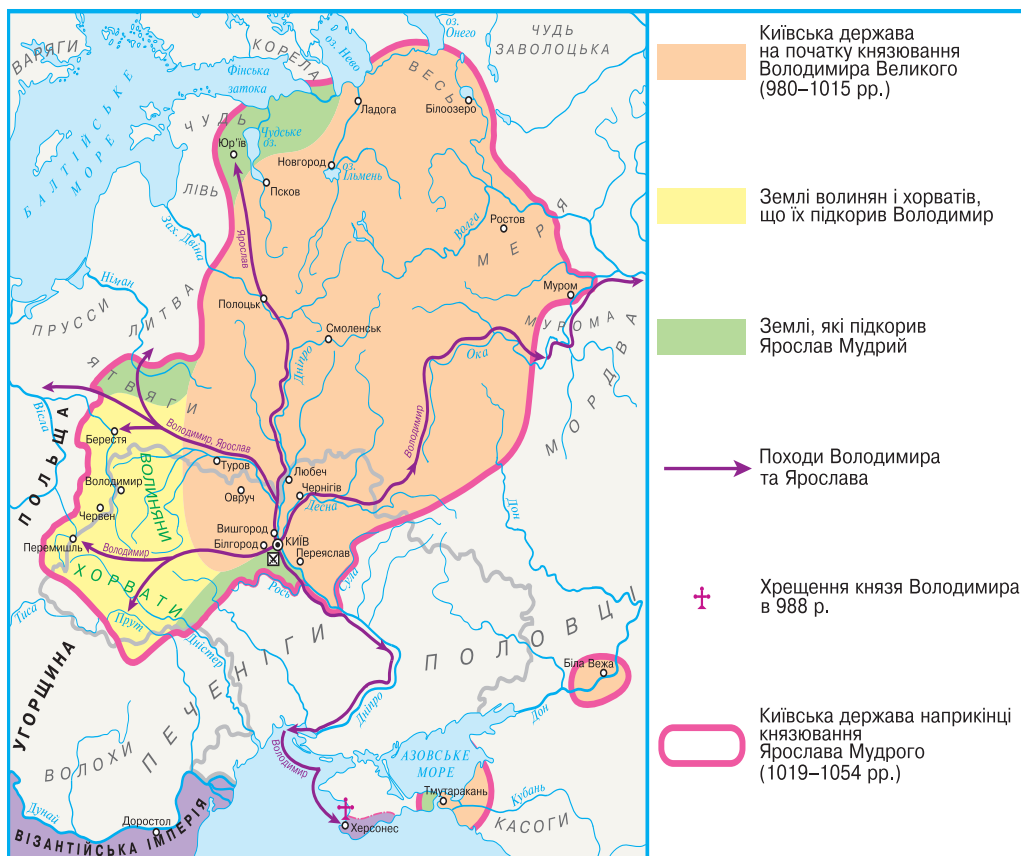 ВАРЯГИ
КОРЕЛА
оз. Нево
оз. Онего
ЧУДЬ
ЗАВОЛОЦЬКА
Фінська
затока
ВЕСЬ
Ладога
Білоозеро
БАЛТІЙСЬКЕ
МОРЕ
ЧУДЬ
Чудське
оз.
Юр'їв
Новгород
оз.
Ільмень
Псков
ЛІВЬ
Ростов
Волга
МЕРЯ
Зах. Двіна
Ярослав
Німан
Муром
Полоцьк
ПРУССИ
ЛИТВА
МУРОМА
Смоленськ
Дніпро
Ока
МОРДВА
ЯТВЯГИ
Вісла
ПОЛЬЩА
Берестя
Володимир, Ярослав
Володимир
Туров
Любеч
ВОЛИНЯНИ
Володимир
Овруч
Чернігів
Десна
Червен
Дон
Вишгород
Білгород
КИЇВ
Перемишль
Володимир
Переяслав
ХОРВАТИ
Рось
Сула
Тиса
Прут
Дністер
УГОРЩИНА
ПЕЧЕНІГИ
ПОЛОВЦІ
Біла Вежа
Дніпро
Дон
ВОЛОХИ
Володимир
АЗОВСЬКЕ
МОРЕ
Тмутаракань
Кубань
Дунай
Доростол
Херсонес
КАСОГИ
ВІЗАНТІЙСЬКА ІМПЕРІЯ
Київська держава
на початку князювання
Володимира Великого
(980–1015 рр.)
Землі волинян і хорватів,
що їх підкорив Володимир
Землі, які підкорив
Ярослав Мудрий
Походи Володимира
та Ярослава
Хрещення князя Володимира
в 988 р.
Київська держава наприкінці
князювання
Ярослава Мудрого
(1019–1054 рр.)